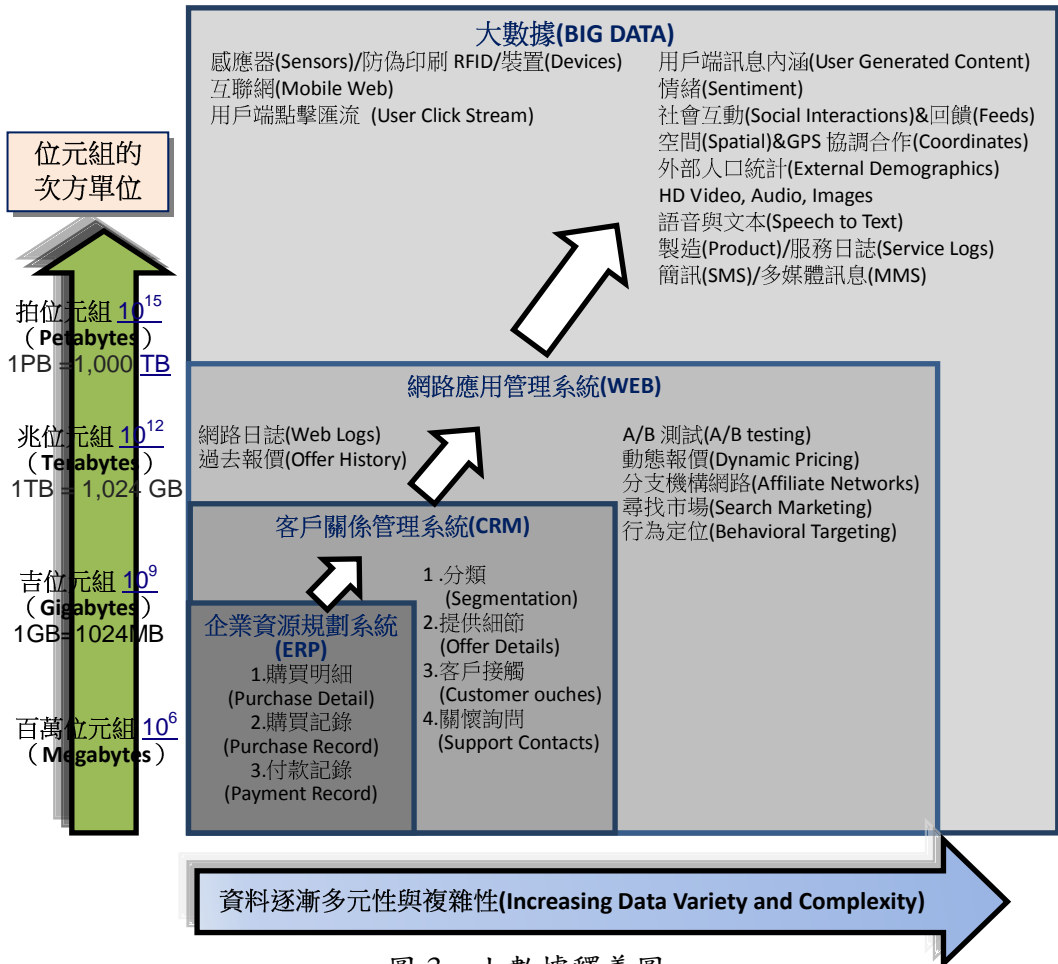 大數據(BIG DATA)
感應器(Sensors)/防偽印刷 RFID/裝置(Devices)
互聯網(Mobile Web)
用戶端點擊匯流 (User Click Stream)
用戶端訊息內涵(User Generated Content)
情緒(Sentiment)
社會互動(Social Interactions)&回饋(Feeds)
空間(Spatial)&GPS 協調合作(Coordinates)
外部人口統計(External Demographics)
HD Video, Audio, Images
語音與文本(Speech to Text)
製造(Product)/服務日誌(Service Logs)
簡訊(SMS)/多媒體訊息(MMS)
位元組的
次方單位
拍位元組 10^15
（Petabytes）
1PB =1,000 TB
兆位元組 10^12
（Terabytes）
1TB = 1,024 GB
吉位元組 10^9
（Gigabytes）
1GB=1024MB
百萬位元組 10^6
（Megabytes）
網路應用管理系統(WEB)
網路日誌(Web Logs)
過去報價(Offer History)
A/B 測試(A/B testing)
動態報價(Dynamic Pricing)
分支機構網路(Affiliate Networks)
尋找市場(Search Marketing)
行為定位(Behavioral Targeting)
客戶關係管理系統(CRM)
1 .分類
(Segmentation)
2.提供細節
(Offer Details)
3.客戶接觸
(Customer ouches)
4.關懷詢問
(Support Contacts)
企業資源規劃系統
(ERP)
1.購買明細
(Purchase Detail)
2.購買記錄
(Purchase Record)
3.付款記錄
(Payment Record)
資料逐漸多元性與複雜性(Increasing Data Variety and Complexity)